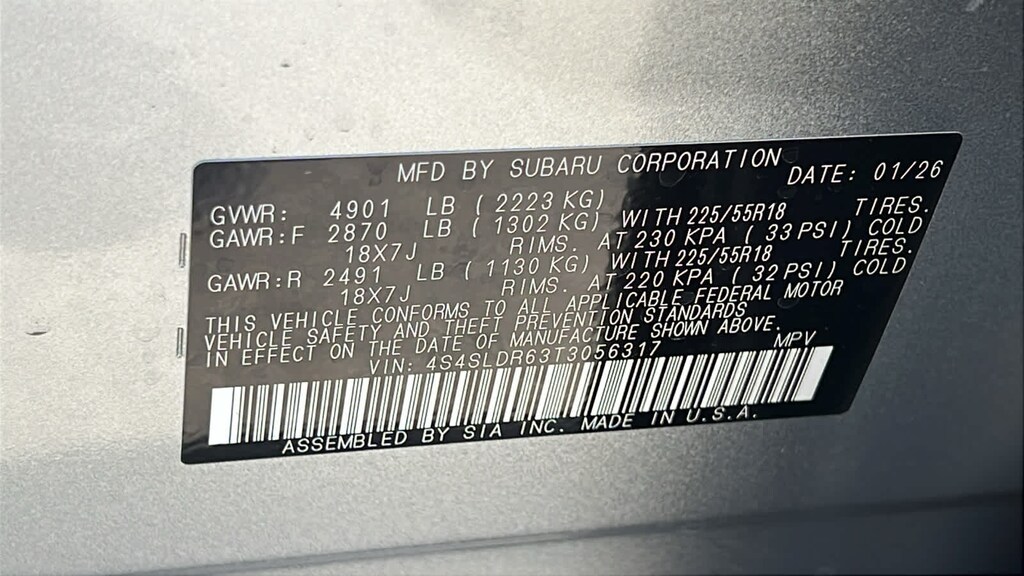 MFD BY SUBARU CORPORATION DATE: 01/26
GVWR: 4901 LB ( 2223 KG)
GAWR:F 2870 LB ( 1302 KG) WITH 225/55R18 TIRES.
18X7J RIMS. AT 230 KPA ( 33 PSI) COLD
GAWR:R 2491 LB ( 1130 KG) WITH 225/55R18 TIRES.
18X7J RIMS. AT 220 KPA ( 32 PSI) COLD
THIS VEHICLE CONFORMS TO ALL APPLICABLE FEDERAL MOTOR
VEHICLE SAFETY AND THEFT PREVENTION STANDARDS
IN EFFECT ON THE DATE OF MANUFACTURE SHOWN ABOVE.
VIN: 4S4SLDR63T3056317 MPV
ASSEMBLED BY SIA INC. MADE IN U.S.A.